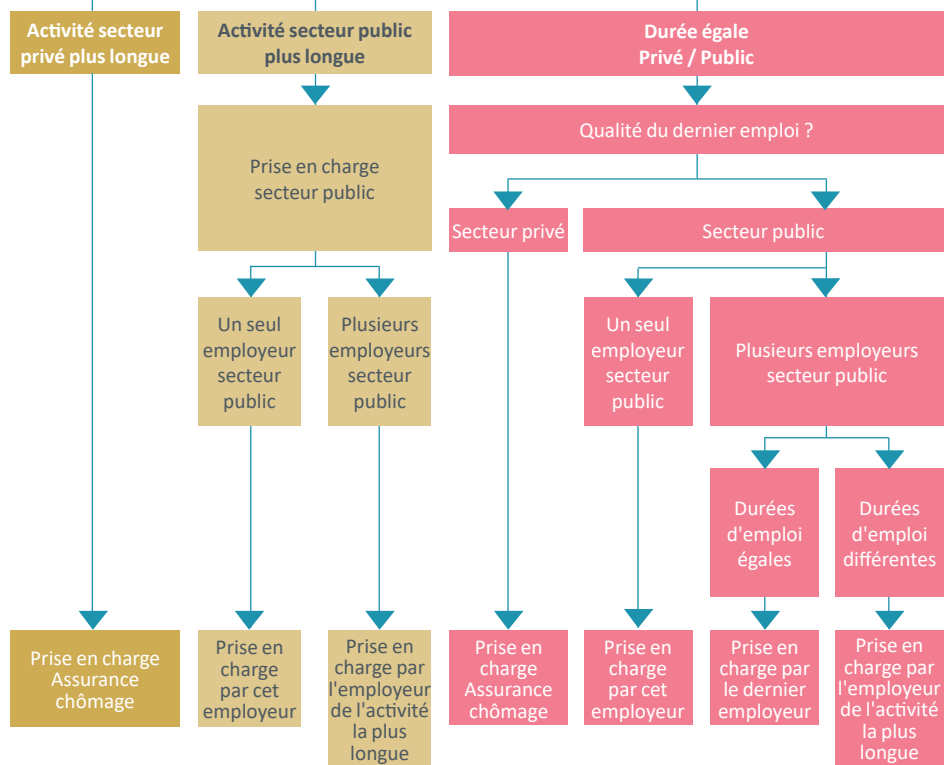 Activité secteur
privé plus longue
Activité secteur public
plus longue
Durée égale
Privé / Public
Qualité du dernier emploi ?
Prise en charge
secteur public
Secteur privé
Secteur public
Un seul
employeur
secteur
public
Plusieurs
employeurs
secteur
public
Un seul
employeur
secteur
public
Plusieurs employeurs
secteur public
Durées
d'emploi
égales
Durées
d'emploi
différentes
Prise en charge
Assurance
chômage
Prise en
charge
par cet
employeur
Prise en
charge par
l'employeur
de l'activité
la plus
longue
Prise en
charge
Assurance
chômage
Prise en
charge
par cet
employeur
Prise en
charge par
le dernier
employeur
Prise en
charge par
l'employeur
de l'activité
la plus
longue